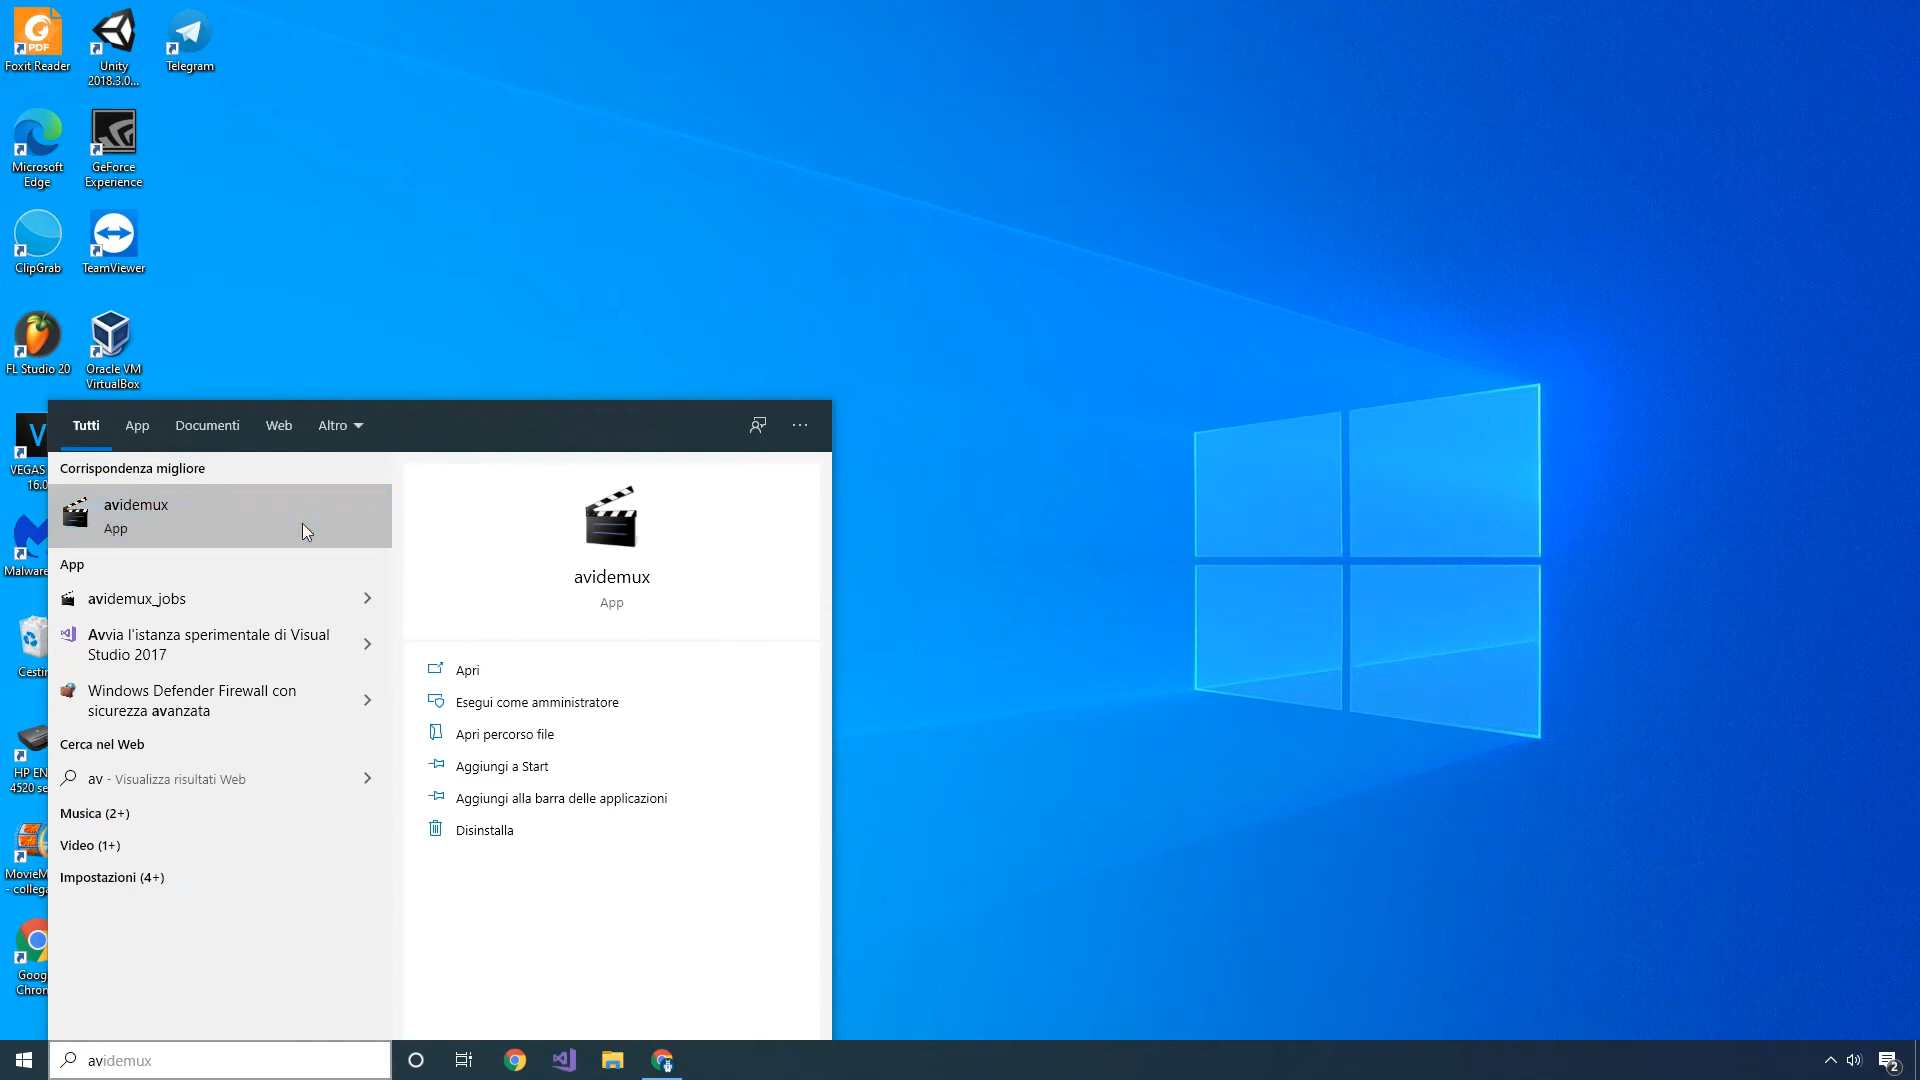 PDF
Foxit Reader
Unity
2018.3.0...
Telegram
Microsoft
Edge
GeForce
Experience
ClipGrab
TeamViewer
FL Studio 20
Oracle VM
VirtualBox
V
VEGAS
16.0
Malware
Cestin
HP EN
4520 se
MovieM
- collega
Goog
Chrom
Tutti
App
Documenti
Web
Altro
...
Corrispondenza migliore
avidemux
App
App
avidemux_jobs
Avvia l'istanza sperimentale di Visual
Studio 2017
Windows Defender Firewall con
sicurezza avanzata
Cerca nel Web
av - Visualizza risultati Web
Musica (2+)
Video (1+)
Impostazioni (4+)
avidemux
App
Apri
Esegui come amministratore
Apri percorso file
Aggiungi a Start
Aggiungi alla barra delle applicazioni
Disinstalla
avidemux
2